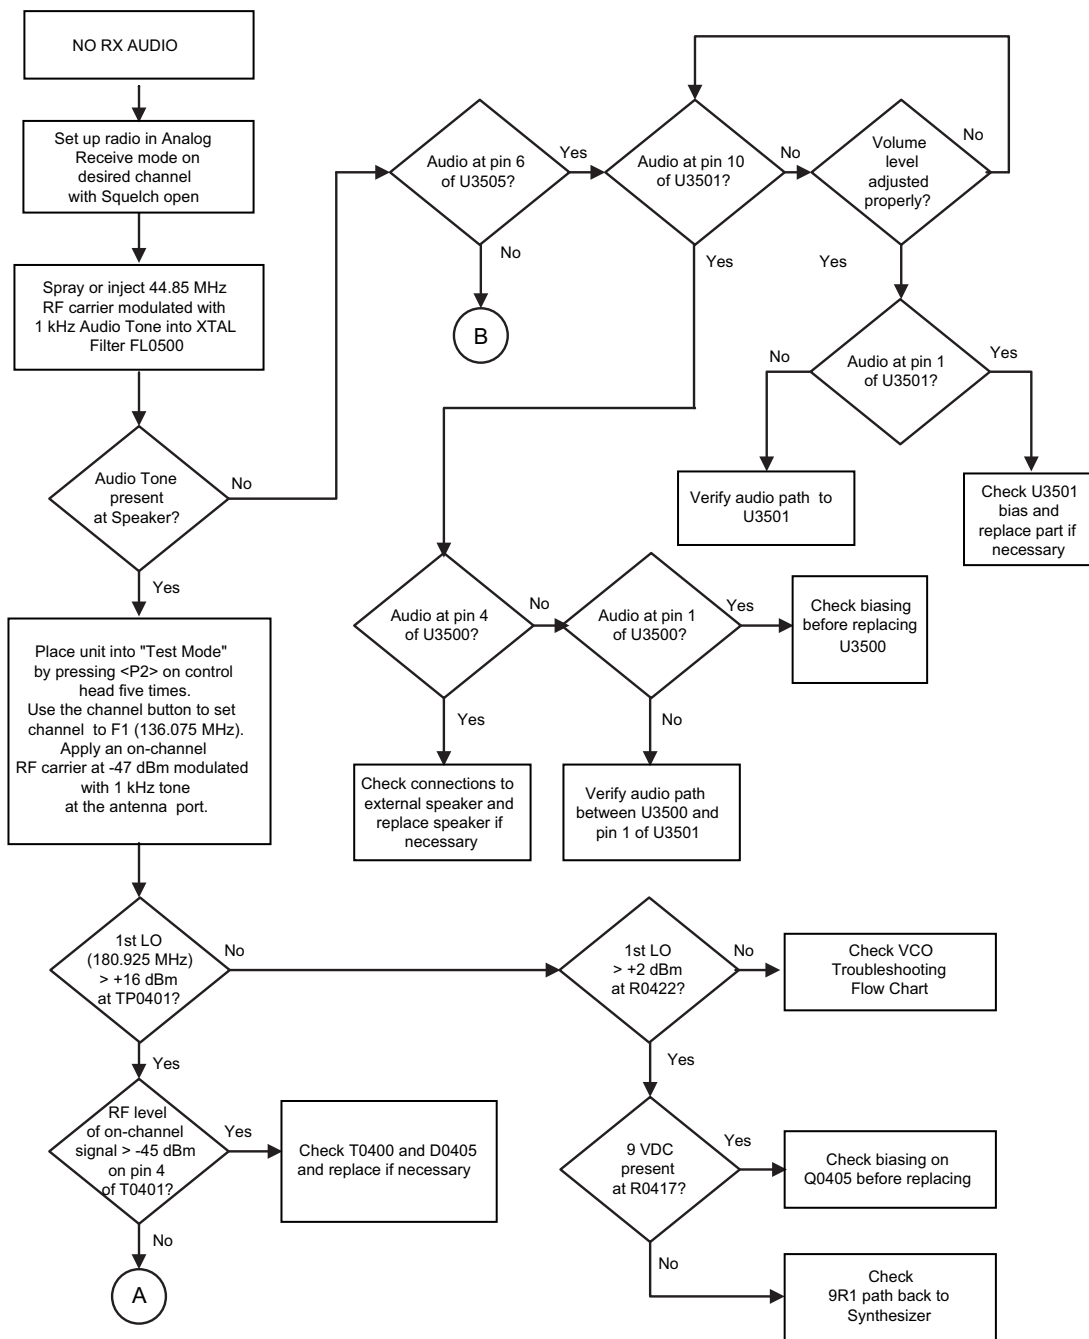 NO RX AUDIO
Set up radio in Analog
Receive mode on
desired channel
with Squelch open
Spray or inject 44.85 MHz
RF carrier modulated with
1 kHz Audio Tone into XTAL
Filter FL0500
Audio Tone
present
at Speaker?
No
Yes
Place unit into "Test Mode"
by pressing <P2> on control
head five times.
Use the channel button to set
channel to F1 (136.075 MHz).
Apply an on-channel
RF carrier at -47 dBm modulated
with 1 kHz tone
at the antenna port.
1st LO
(180.925 MHz)
> +16 dBm
at TP0401?
No
Yes
RF level
of on-channel
signal > -45 dBm
on pin 4
of T0401?
Yes
Check T0400 and D0405
and replace if necessary
No
A
Audio at pin 6
of U3505?
Yes
No
B
Audio at pin 10
of U3501?
No
Yes
Volume
level
adjusted
properly?
No
Yes
Audio at pin 1
of U3501?
No
Yes
Verify audio path to
U3501
Check U3501
bias and
replace part if
necessary
Audio at pin 4
of U3500?
No
Yes
Audio at pin 1
of U3500?
Yes
No
Check biasing
before replacing
U3500
Check connections to
external speaker and
replace speaker if
necessary
Verify audio path
between U3500 and
pin 1 of U3501
1st LO
> +2 dBm
at R0422?
No
Yes
Check VCO
Troubleshooting
Flow Chart
9 VDC
present
at R0417?
Yes
No
Check biasing on
Q0405 before replacing
Check
9R1 path back to
Synthesizer